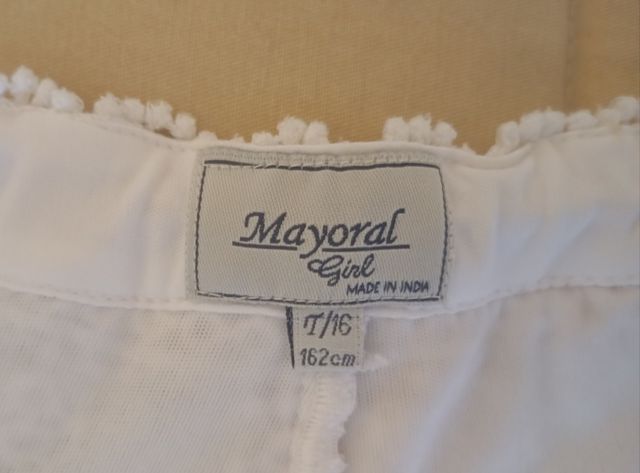 Mayoral
Girl
MADE IN INDIA
T/16
162cm